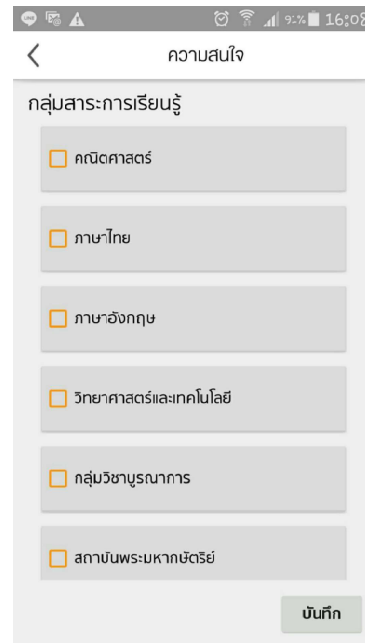 91% 16:08
ความสนใจ
กลุ่มสาระการเรียนรู้
คณิตศาสตร์
ภาษาไทย
ภาษาอังกฤษ
วิทยาศาสตร์และเทคโนโลยี
กลุ่มวิชาบูรณาการ
สถาบันพระมหากษัตริย์
บันทึก